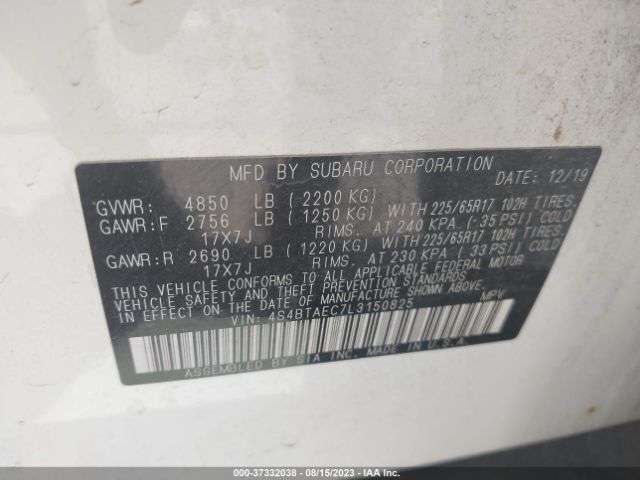 MFD BY SUBARU CORPORATION DATE: 12/19
GVWR: 4850 LB ( 2200 KG)
GAWR:F 2756 LB ( 1250 KG) WITH 225/65R17 102H TIRES,
17X7J RIMS, AT 240 KPA ( 35 PSI) COLD
GAWR:R 2690 LB ( 1220 KG) WITH 225/65R17 102H TIRES,
17X7J RIMS, AT 230 KPA ( 33 PSI) COLD
THIS VEHICLE CONFORMS TO ALL APPLICABLE FEDERAL MOTOR
VEHICLE SAFETY AND THEFT PREVENTION STANDARDS
IN EFFECT ON THE DATE OF MANUFACTURE SHOWN ABOVE.
VIN: 4S4BTAEC7L3150825 MPV
ASSEMBLED BY SIA INC. MADE IN U.S.A.
000-37332038 - 08/15/2023 - IAA Inc.